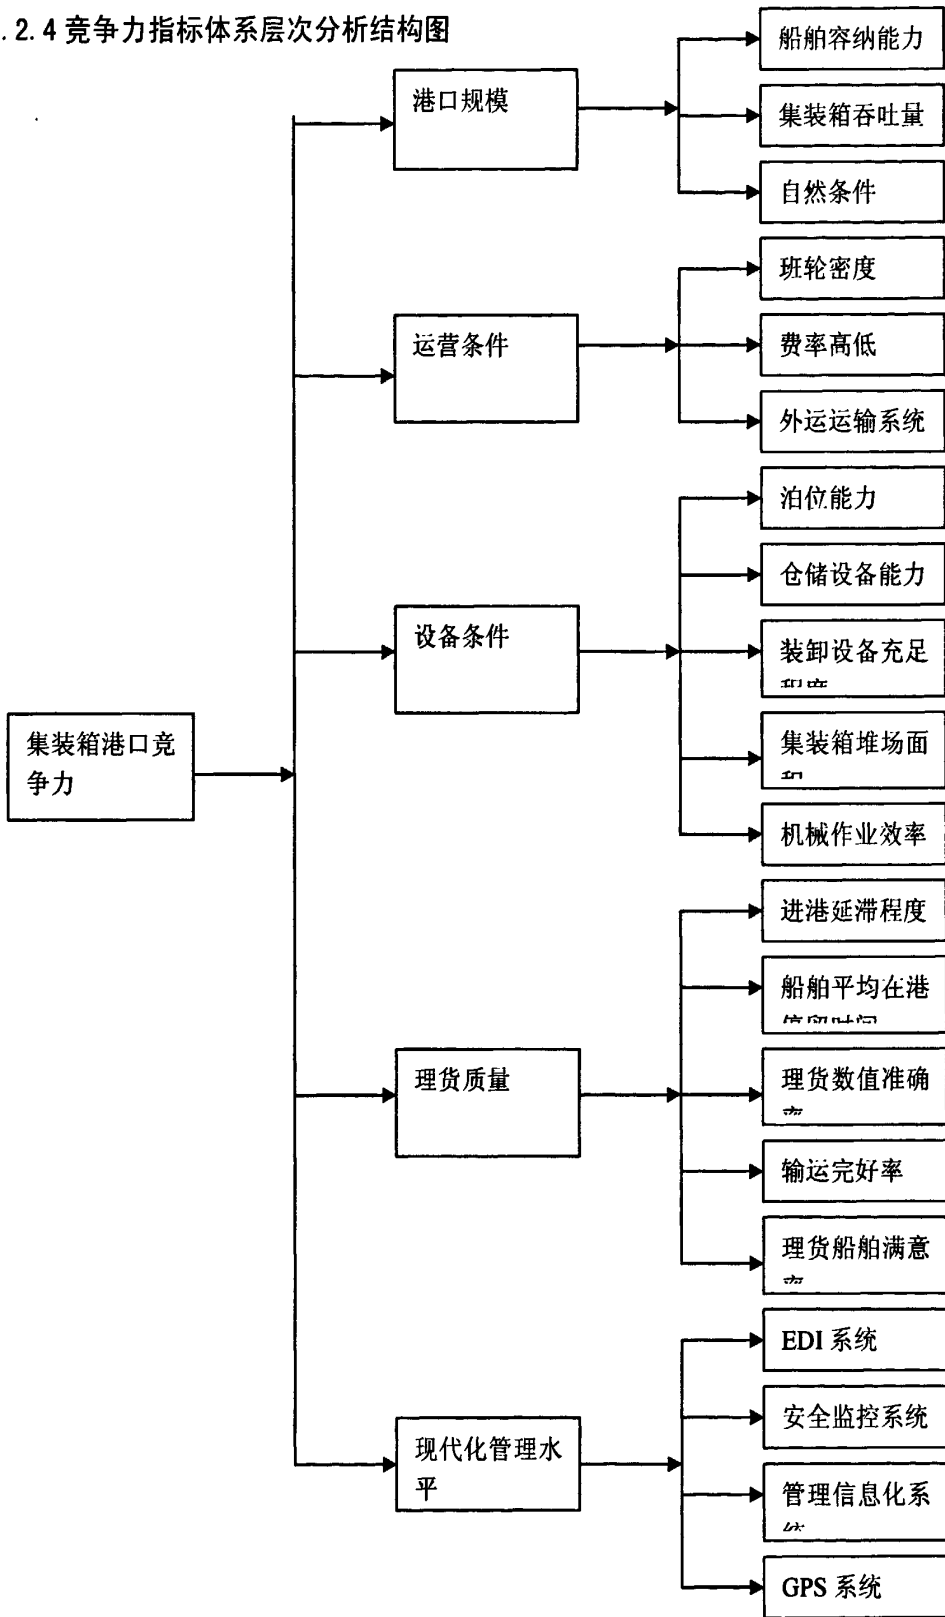 .2.4 竞争力指标体系层次分析结构图
集装箱港口竞
争力
港口规模
船舶容纳能力
集装箱吞吐量
自然条件
运营条件
班轮密度
费率高低
外运运输系统
设备条件
泊位能力
仓储设备能力
装卸设备充足
程度
集装箱堆场面
机械作业效率
理货质量
进港延滞程度
船舶平均在港
停留时间
理货数值准确
输运完好率
理货船舶满意
现代化管理水
平
EDI 系统
安全监控系统
管理信息化系
GPS 系统